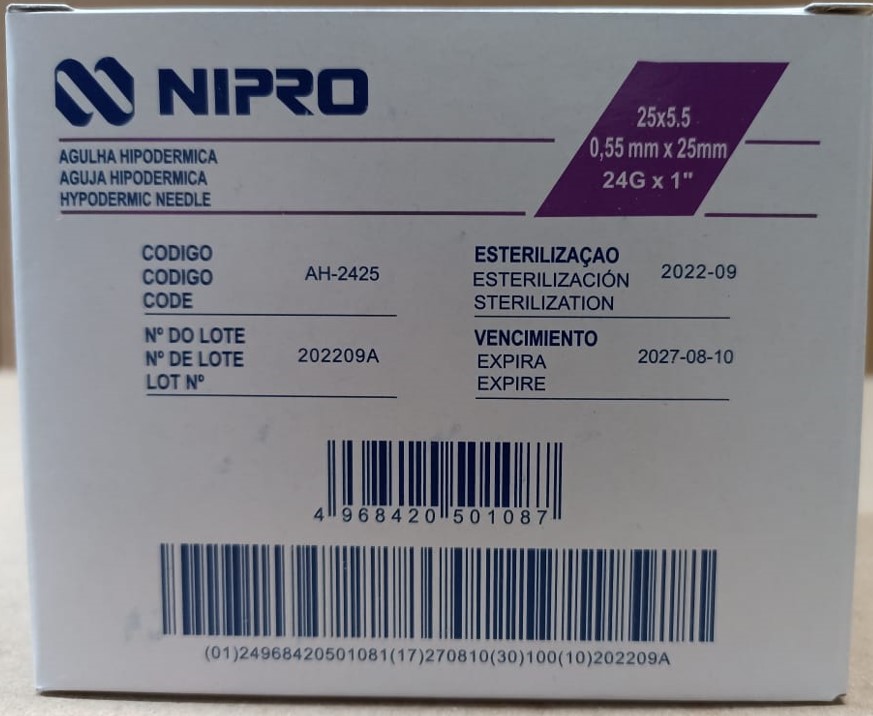 NIPRO
25x5.5
0,55 mm x 25mm
24G x 1"
AGULHA HIPODERMICA
AGUJA HIPODERMICA
HYPODERMIC NEEDLE
CODIGO
CODIGO
CODE
AH-2425
ESTERILIZAÇAO
ESTERILIZACIÓN
STERILIZATION
2022-09
Nº DO LOTE
Nº DE LOTE
LOT Nº
202209A
VENCIMIENTO
EXPIRA
EXPIRE
2027-08-10
4 968420 501087
(01)24968420501081(17)270810(30)100(10)202209A